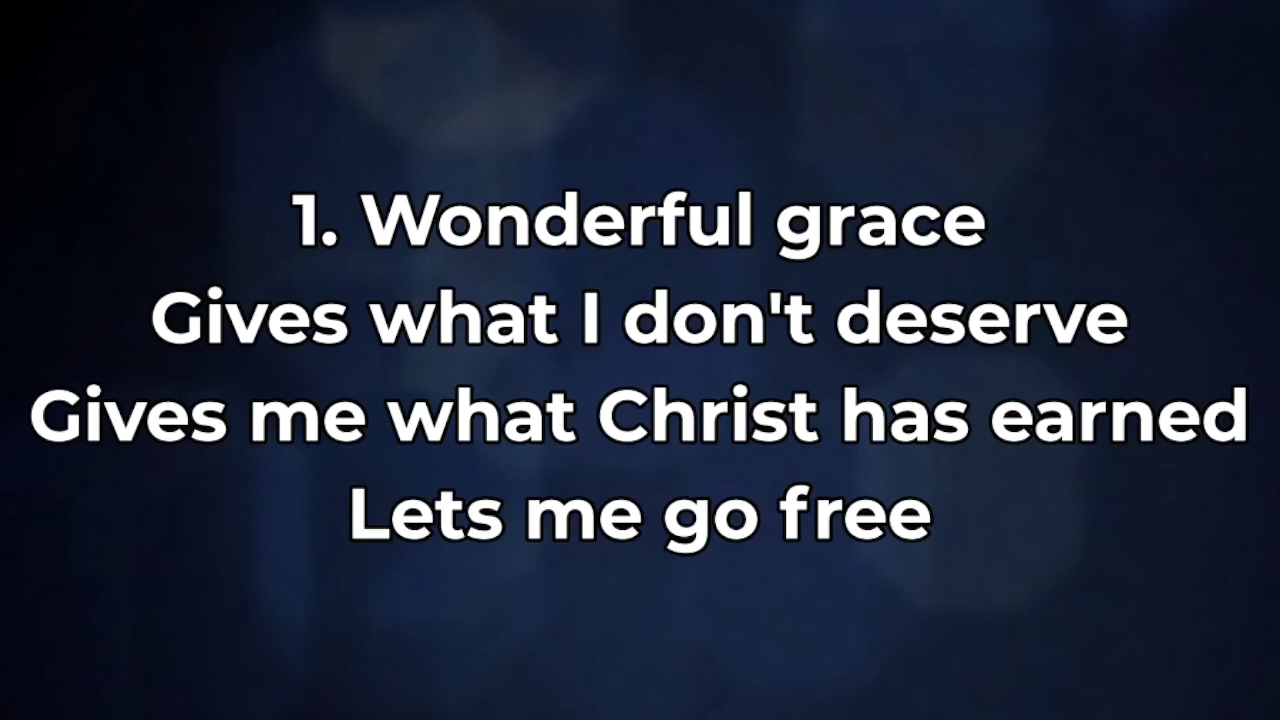 1. Wonderful grace
Gives what I don't deserve
Gives me what Christ has earned
Lets me go free